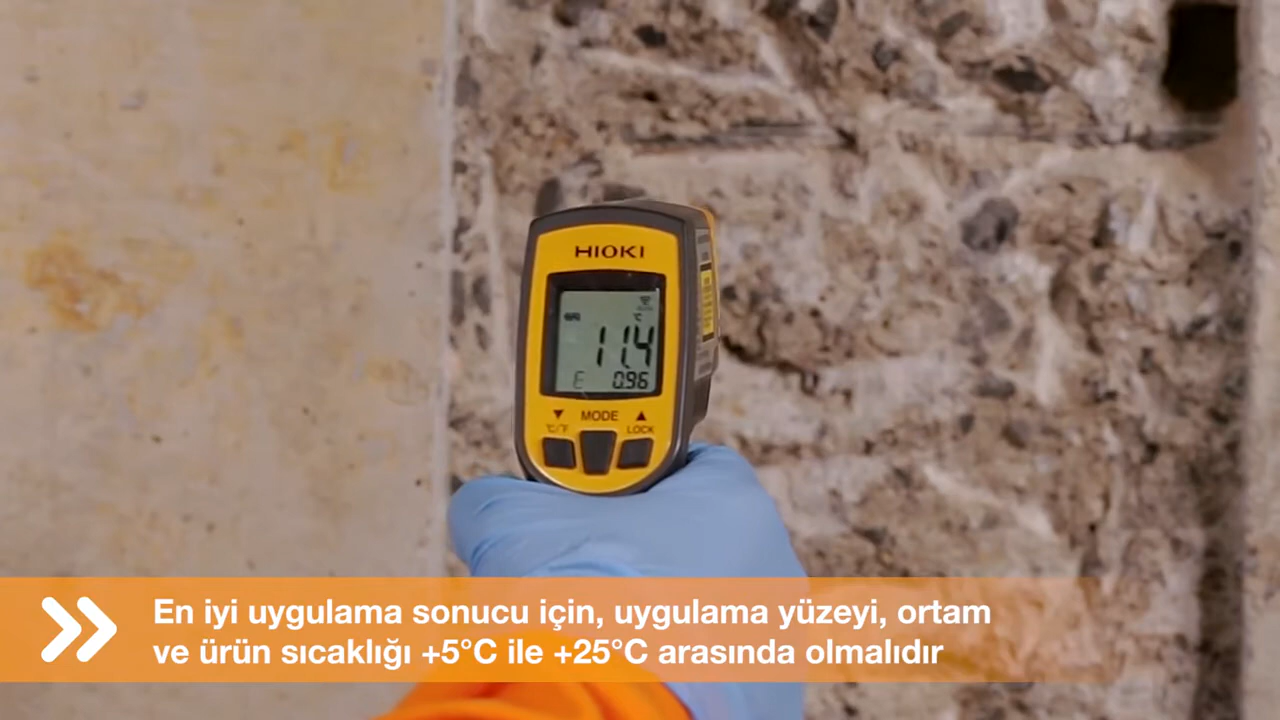 HIOKI
°C
11.4
E 0.96
▼ MODE ▲
°C/°F LOCK
En iyi uygulama sonucu için, uygulama yüzeyi, ortam
ve ürün sıcaklığı +5°C ile +25°C arasında olmalıdır